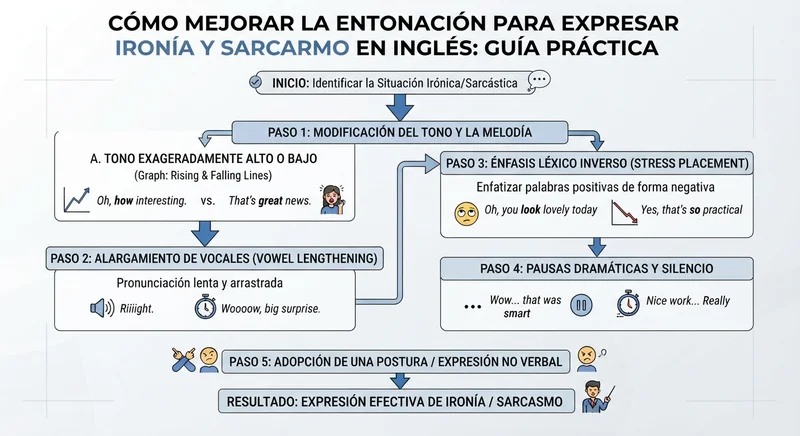 CÓMO MEJORAR LA ENTONACIÓN PARA EXPRESAR
IRONÍA Y SARCARMO EN INGLÉS: GUÍA PRÁCTICA
INICIO: Identificar la Situación Irónica/Sarcástica
PASO 1: MODIFICACIÓN DEL TONO Y LA MELODÍA
A. TONO EXAGERADAMENTE ALTO O BAJO
(Graph: Rising & Falling Lines)
Oh, how interesting. vs. That's great news.
PASO 2: ALARGAMIENTO DE VOCALES (VOWEL LENGTHENING)
Pronunciación lenta y arrastrada
Riiight. Woooow, big surprise.
PASO 3: ÉNFASIS LÉXICO INVERSO (STRESS PLACEMENT)
Enfatizar palabras positivas de forma negativa
Oh, you look lovely today Yes, that's so practical
PASO 4: PAUSAS DRAMÁTICAS Y SILENCIO
Wow... that was
smart
Nice work... Really
PASO 5: ADOPCIÓN DE UNA POSTURA / EXPRESIÓN NO VERBAL
RESULTADO: EXPRESIÓN EFECTIVA DE IRONÍA / SARCASMO